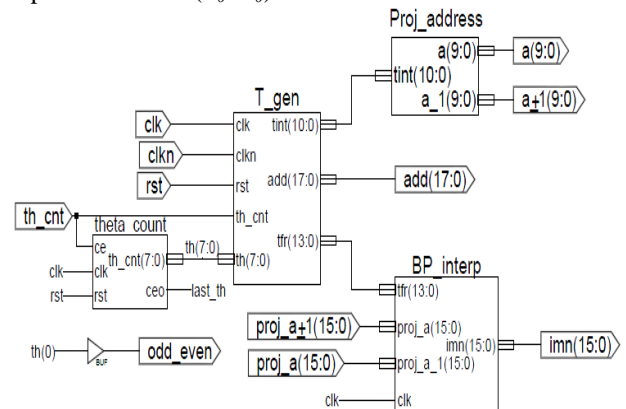 Proj_address
a(9:0)
a(9:0)
tint(10:0)
a_1(9:0)
a+1(9:0)
T_gen
clk
clk
tint(10:0)
clkn
clkn
rst
rst
add(17:0)
add(17:0)
th_cnt
th_cnt
theta_count
ce
th_cnt(7:0)
th(7:0)
th(7:0)
tfr(13:0)
clk
clk
rst
rst
ceo
last_th
BP_interp
tfr(13:0)
proj_a+1(15:0)
proj_a(15:0)
imn(15:0)
imn(15:0)
proj_a(15:0)
proj_a_1(15:0)
th(0)
BUF
odd_even
clk
clk